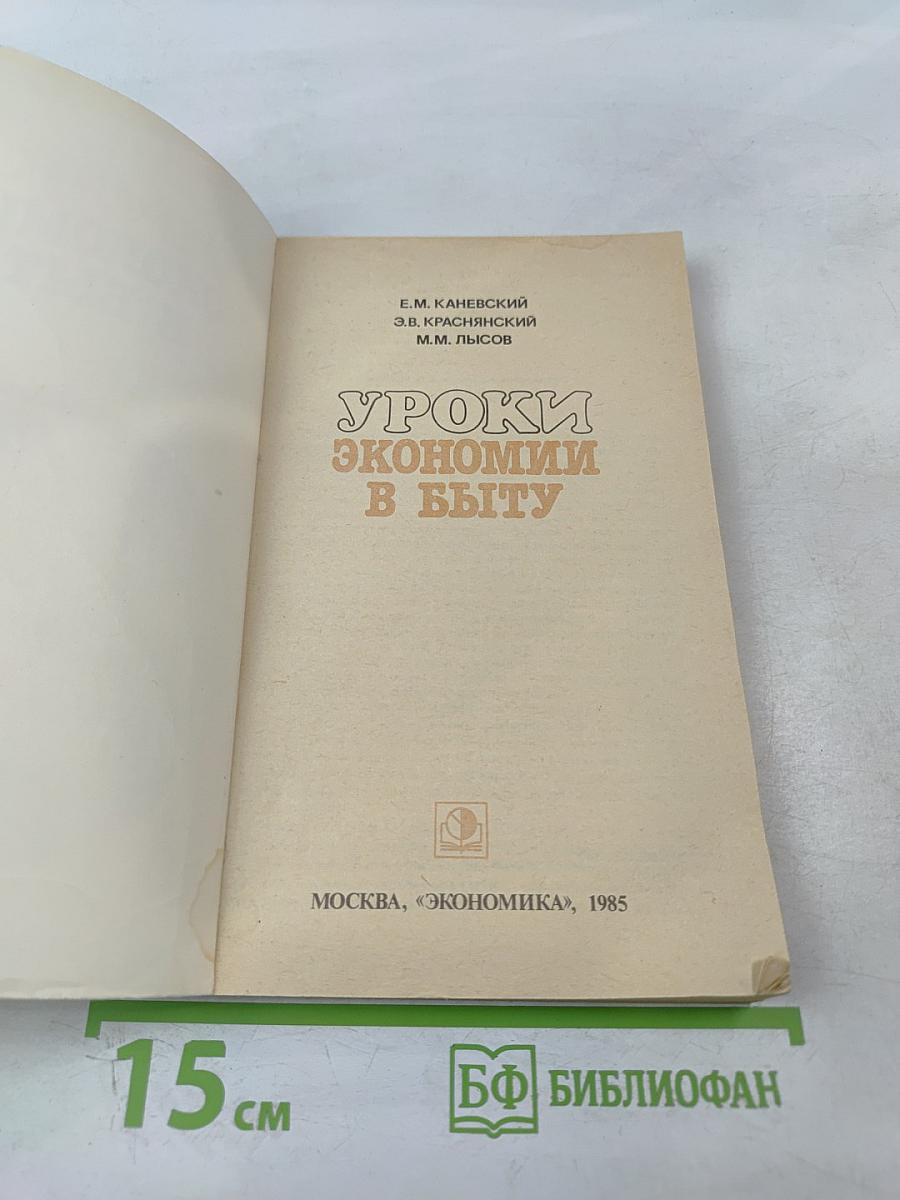 Е.М. КАНЕВСКИЙ
Э.В. КРАСНЯНСКИЙ
М.М. ЛЫСОВ
УРОКИ
ЭКОНОМИИ
В БЫТУ
МОСКВА, «ЭКОНОМИКА», 1985
15 см
БФ БИБЛИОФАН